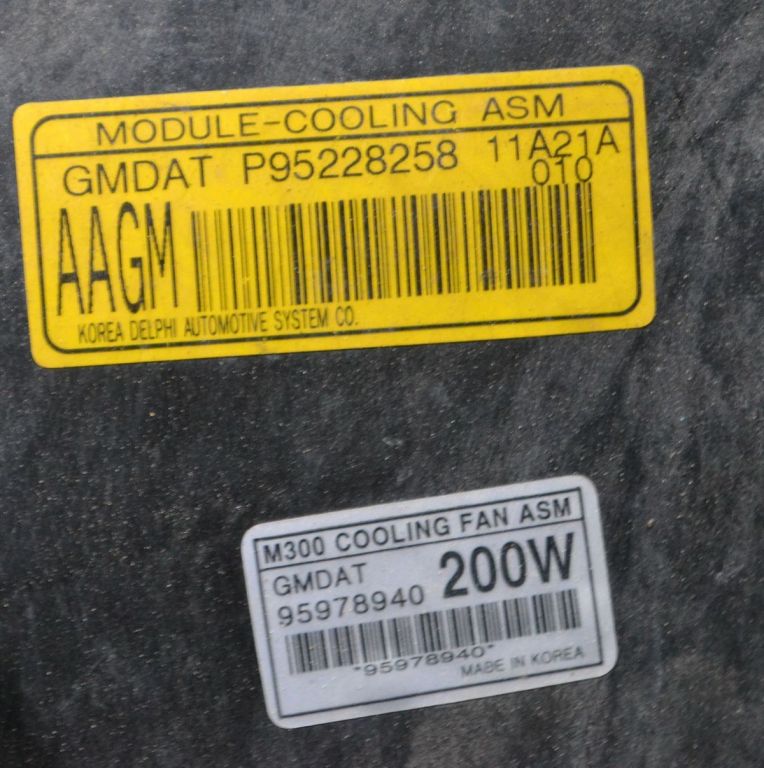 MODULE-COOLING ASM
GMDAT P95228258 11A21A
010
AAGM
KOREA DELPHI AUTOMOTIVE SYSTEM CO.
M300 COOLING FAN ASM
GMDAT 200W
95978940
"95978940"
MADE IN KOREA